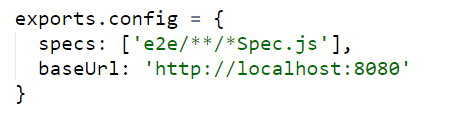 exports.config = {
  specs: ['e2e/**/*Spec.js'],
  baseUrl: 'http://localhost:8080'
}